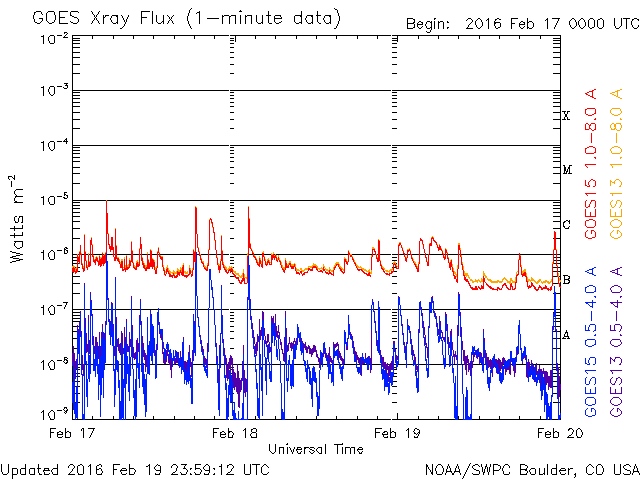 GOES Xray Flux (1-minute data)
Begin: 2016 Feb 17 0000 UTC
10-2
10-3
10-4
10-5
10-6
10-7
10-8
10-9
Watts m-2
X
M
C
B
A
GOES15 1.0-8.0 A
GOES13 1.0-8.0 A
GOES15 0.5-4.0 A
GOES13 0.5-4.0 A
Feb 17 Feb 18 Feb 19 Feb 20
Universal Time
Updated 2016 Feb 19 23:59:12 UTC NOAA/SWPC Boulder, CO USA